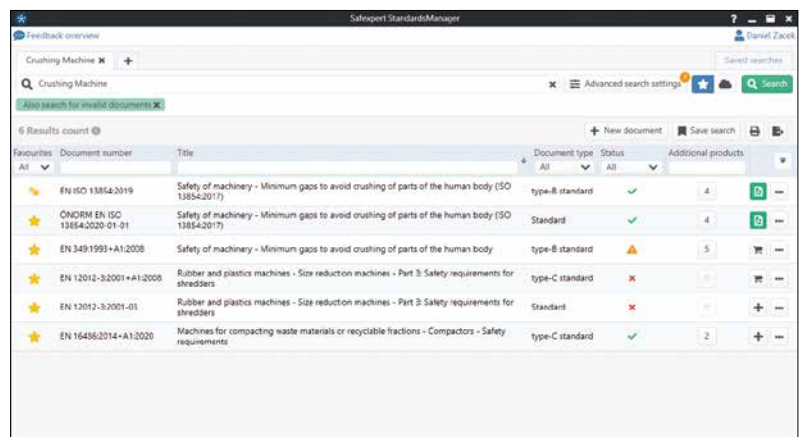 Safexpert StandardsManager
Feedback overview
Daniel Zacek
Crushing Machine
Saved searches
Crushing Machine
Advanced search settings
Search
Also search for invalid documents
6 Results count
New document
Save search
Favourites Document number Title Document type Status Additional products
All All All
EN ISO 13854:2019 Safety of machinery - Minimum gaps to avoid crushing of parts of the human body (ISO
13854:2017) type-B standard 4
ÖNORM EN ISO
13854:2020-01-01 Safety of machinery - Minimum gaps to avoid crushing of parts of the human body (ISO
13854:2017) Standard 4
EN 349:1993+A1:2008 Safety of machinery - Minimum gaps to avoid crushing of parts of the human body type-B standard 5
EN 12012-3:2001+A1:2008 Rubber and plastics machines - Size reduction machines - Part 3: Safety requirements for
shredders type-C standard
EN 12012-3:2001-03 Rubber and plastics machines - Size reduction machines - Part 3: Safety requirements for
shredders Standard
EN 16486:2014+A1:2020 Machines for compacting waste materials or recyclable fractions - Compactors - Safety
requirements type-C standard 2